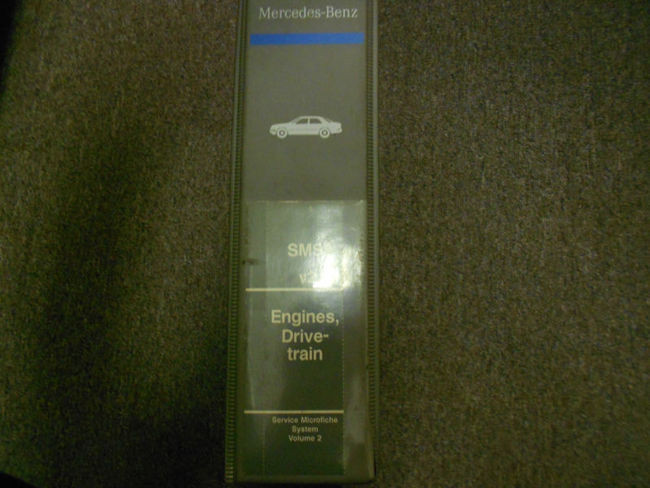 Mercedes-Benz
SMS
Engines,
Drive-
train
Service Microfiche
System
Volume 2